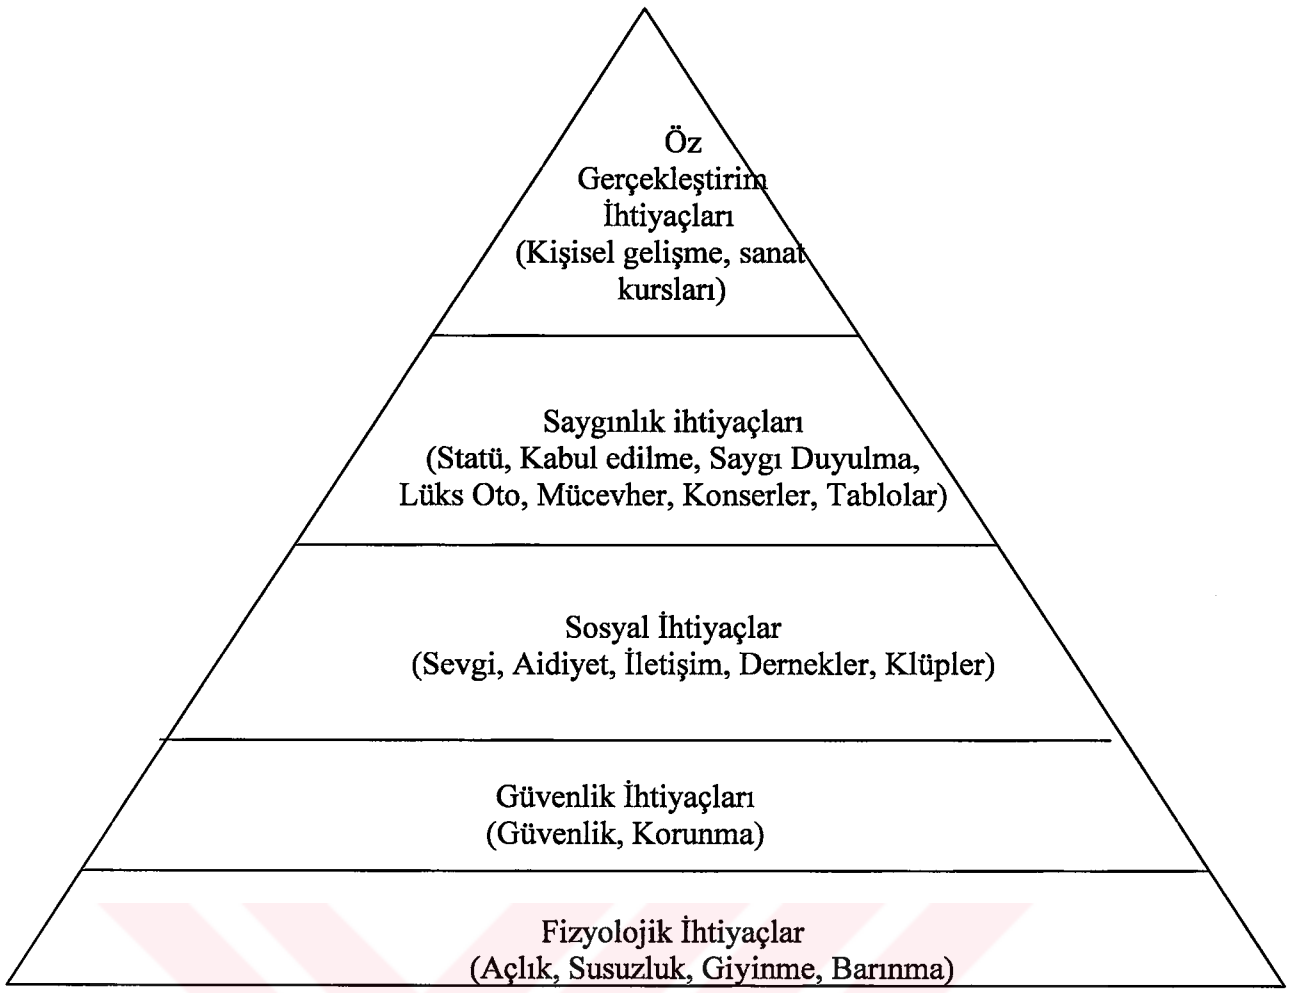 Öz
Gerçekleştirim
İhtiyaçları
(Kişisel gelişme, sanat
kursları)
Saygınlık ihtiyaçları
(Statü, Kabul edilme, Saygı Duyulma,
Lüks Oto, Mücevher, Konserler, Tablolar)
Sosyal İhtiyaçlar
(Sevgi, Aidiyet, İletişim, Dernekler, Klüpler)
Güvenlik İhtiyaçları
(Güvenlik, Korunma)
Fizyolojik İhtiyaçlar
(Açlık, Susuzluk, Giyinme, Barınma)